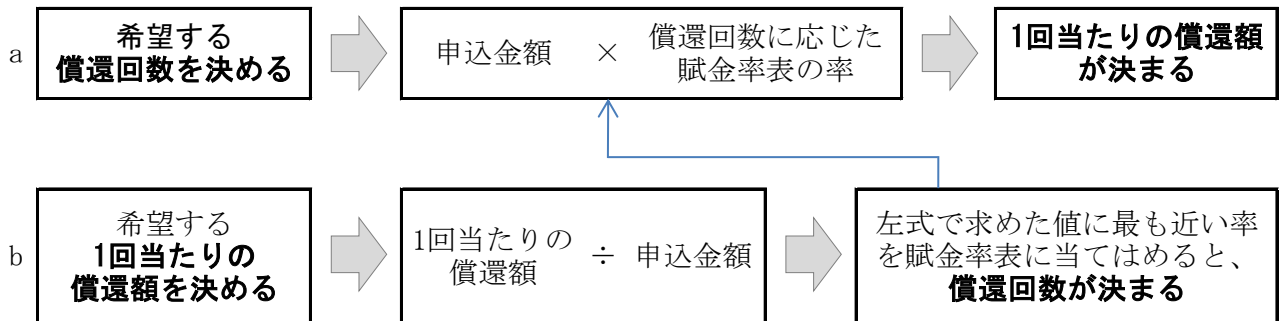 a
希望する
償還回数を決める
申込金額 × 償還回数に応じた
賦金率表の率
1回当たりの償還額
が決まる
b
希望する
1回当たりの
償還額を決める
1回当たりの
償還額
÷ 申込金額
左式で求めた値に最も近い率
を賦金率表に当てはめると、
償還回数が決まる